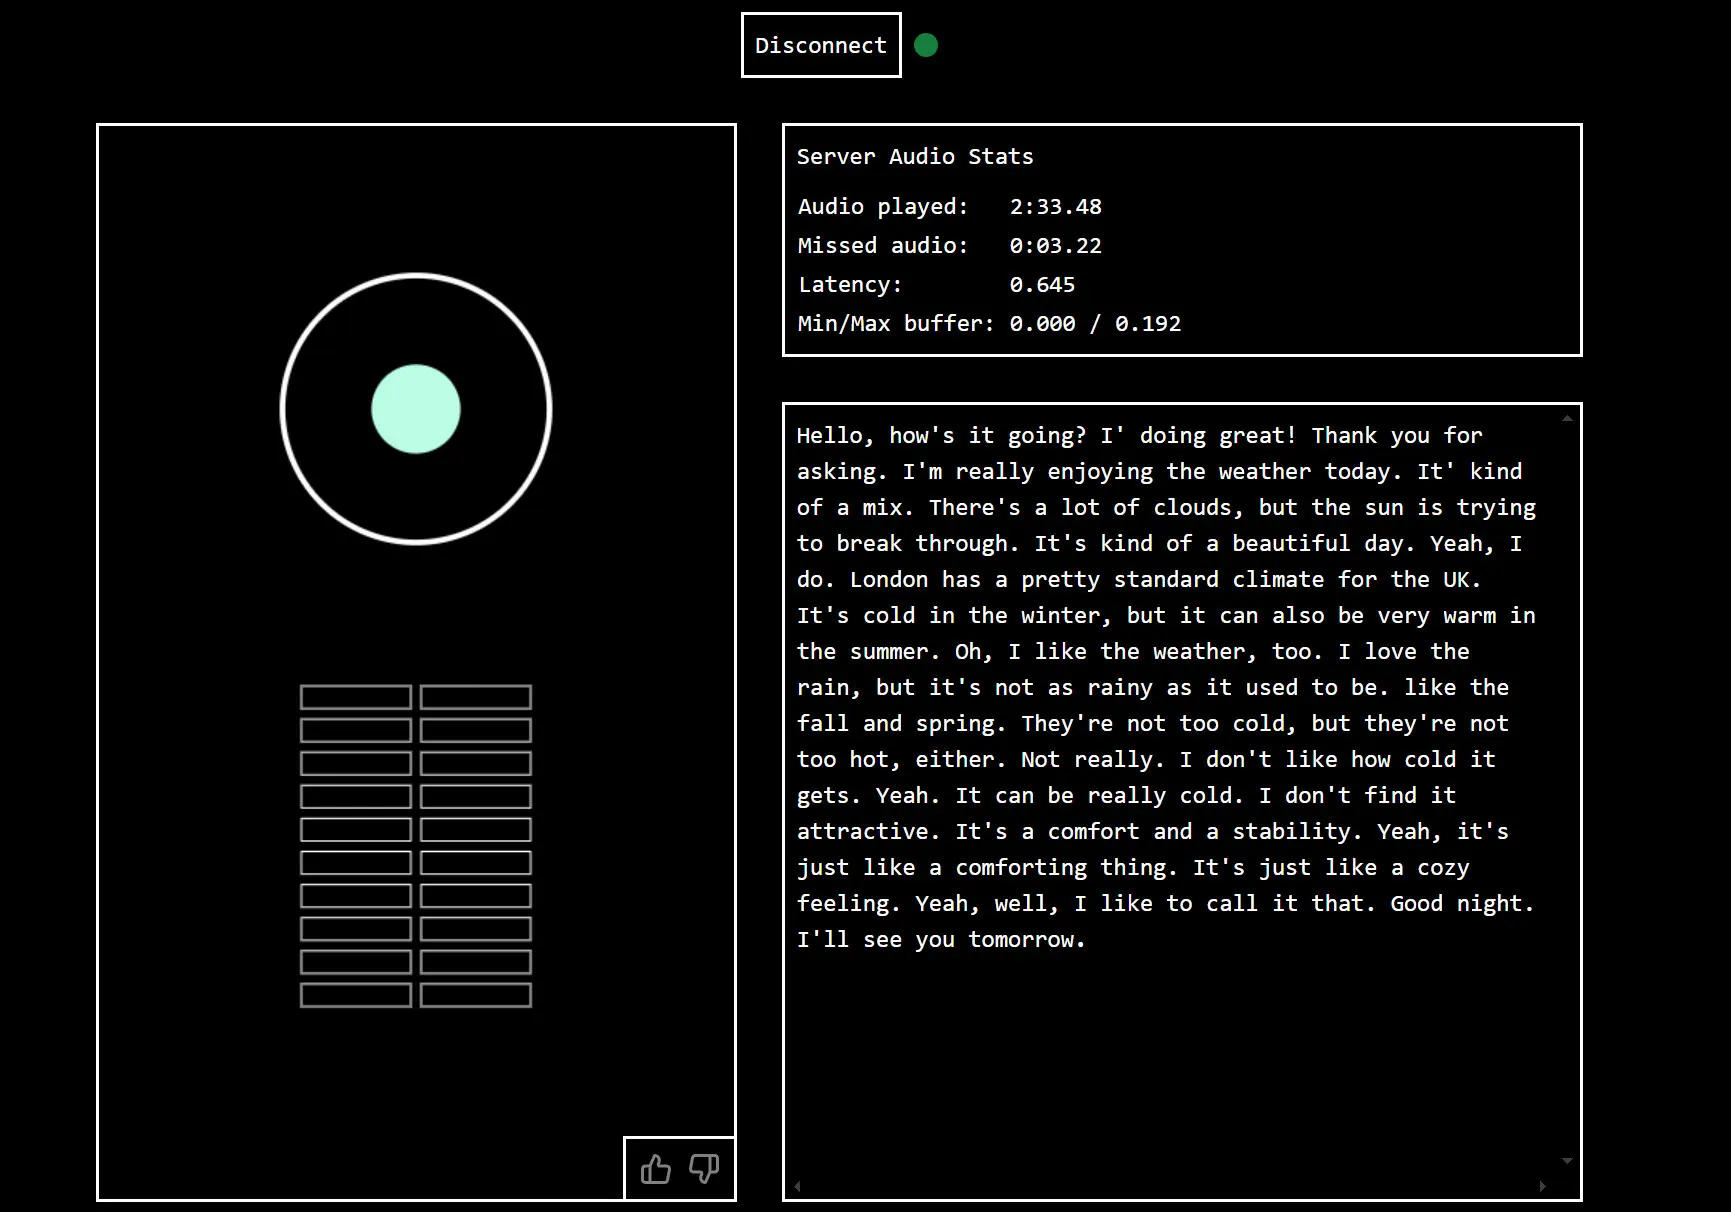 Disconnect
Server Audio Stats
Audio played: 2:33.48
Missed audio: 0:03.22
Latency: 0.645
Min/Max buffer: 0.000 / 0.192
Hello, how's it going? I' doing great! Thank you for
asking. I'm really enjoying the weather today. It' kind
of a mix. There's a lot of clouds, but the sun is trying
to break through. It's kind of a beautiful day. Yeah, I
do. London has a pretty standard climate for the UK.
It's cold in the winter, but it can also be very warm in
the summer. Oh, I like the weather, too. I love the
rain, but it's not as rainy as it used to be. like the
fall and spring. They're not too cold, but they're not
too hot, either. Not really. I don't like how cold it
gets. Yeah. It can be really cold. I don't find it
attractive. It's a comfort and a stability. Yeah, it's
just like a comforting thing. It's just like a cozy
feeling. Yeah, well, I like to call it that. Good night.
I'll see you tomorrow.